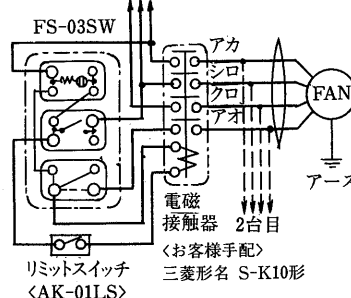 FS-03SW
アカ
シロ
クロ
アオ
FAN
アース
電磁
接触器
2台目
〈お客様手配〉
三菱形名 S-K10形
リミットスイッチ
〈AK-01LS〉